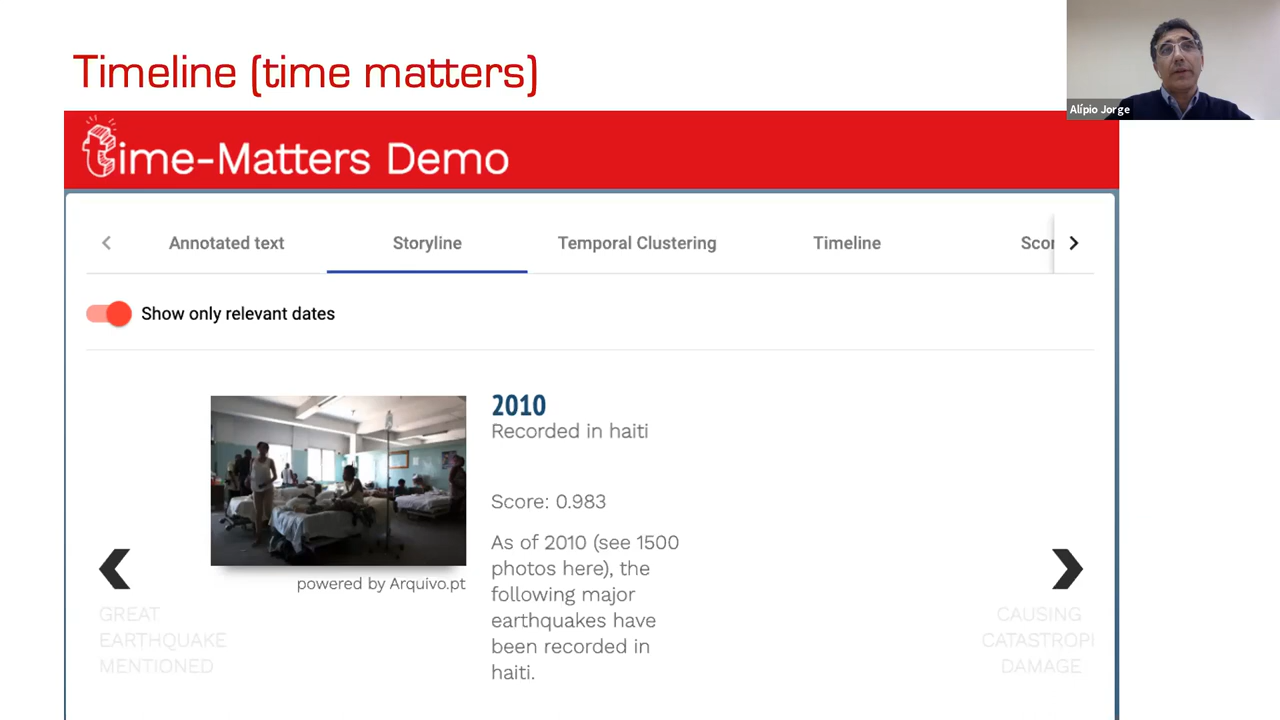 Timeline (time matters)
Alípio Jorge
time-Matters Demo
Annotated text
Storyline
Temporal Clustering
Timeline
Scor
Show only relevant dates
2010
Recorded in haiti
Score: 0.983
As of 2010 (see 1500
photos here), the
following major
earthquakes have
been recorded in
haiti.
powered by Arquivo.pt
GREAT
EARTHQUAKE
MENTIONED
CAUSING
CATASTROPI
DAMAGE